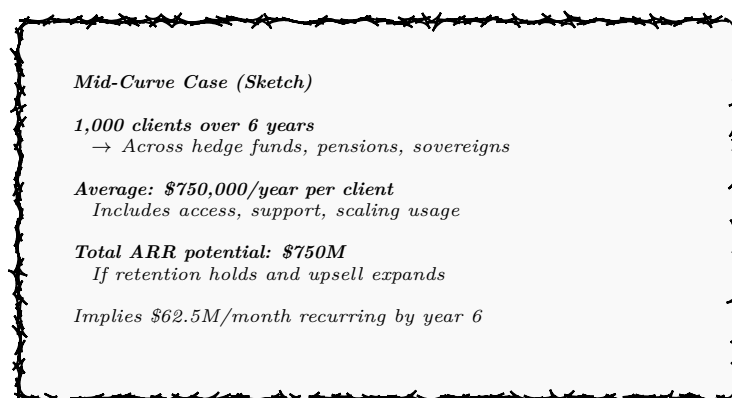 Mid-Curve Case (Sketch)
1,000 clients over 6 years
→ Across hedge funds, pensions, sovereigns
Average: $750,000/year per client
Includes access, support, scaling usage
Total ARR potential: $750M
If retention holds and upsell expands
Implies $62.5M/month recurring by year 6